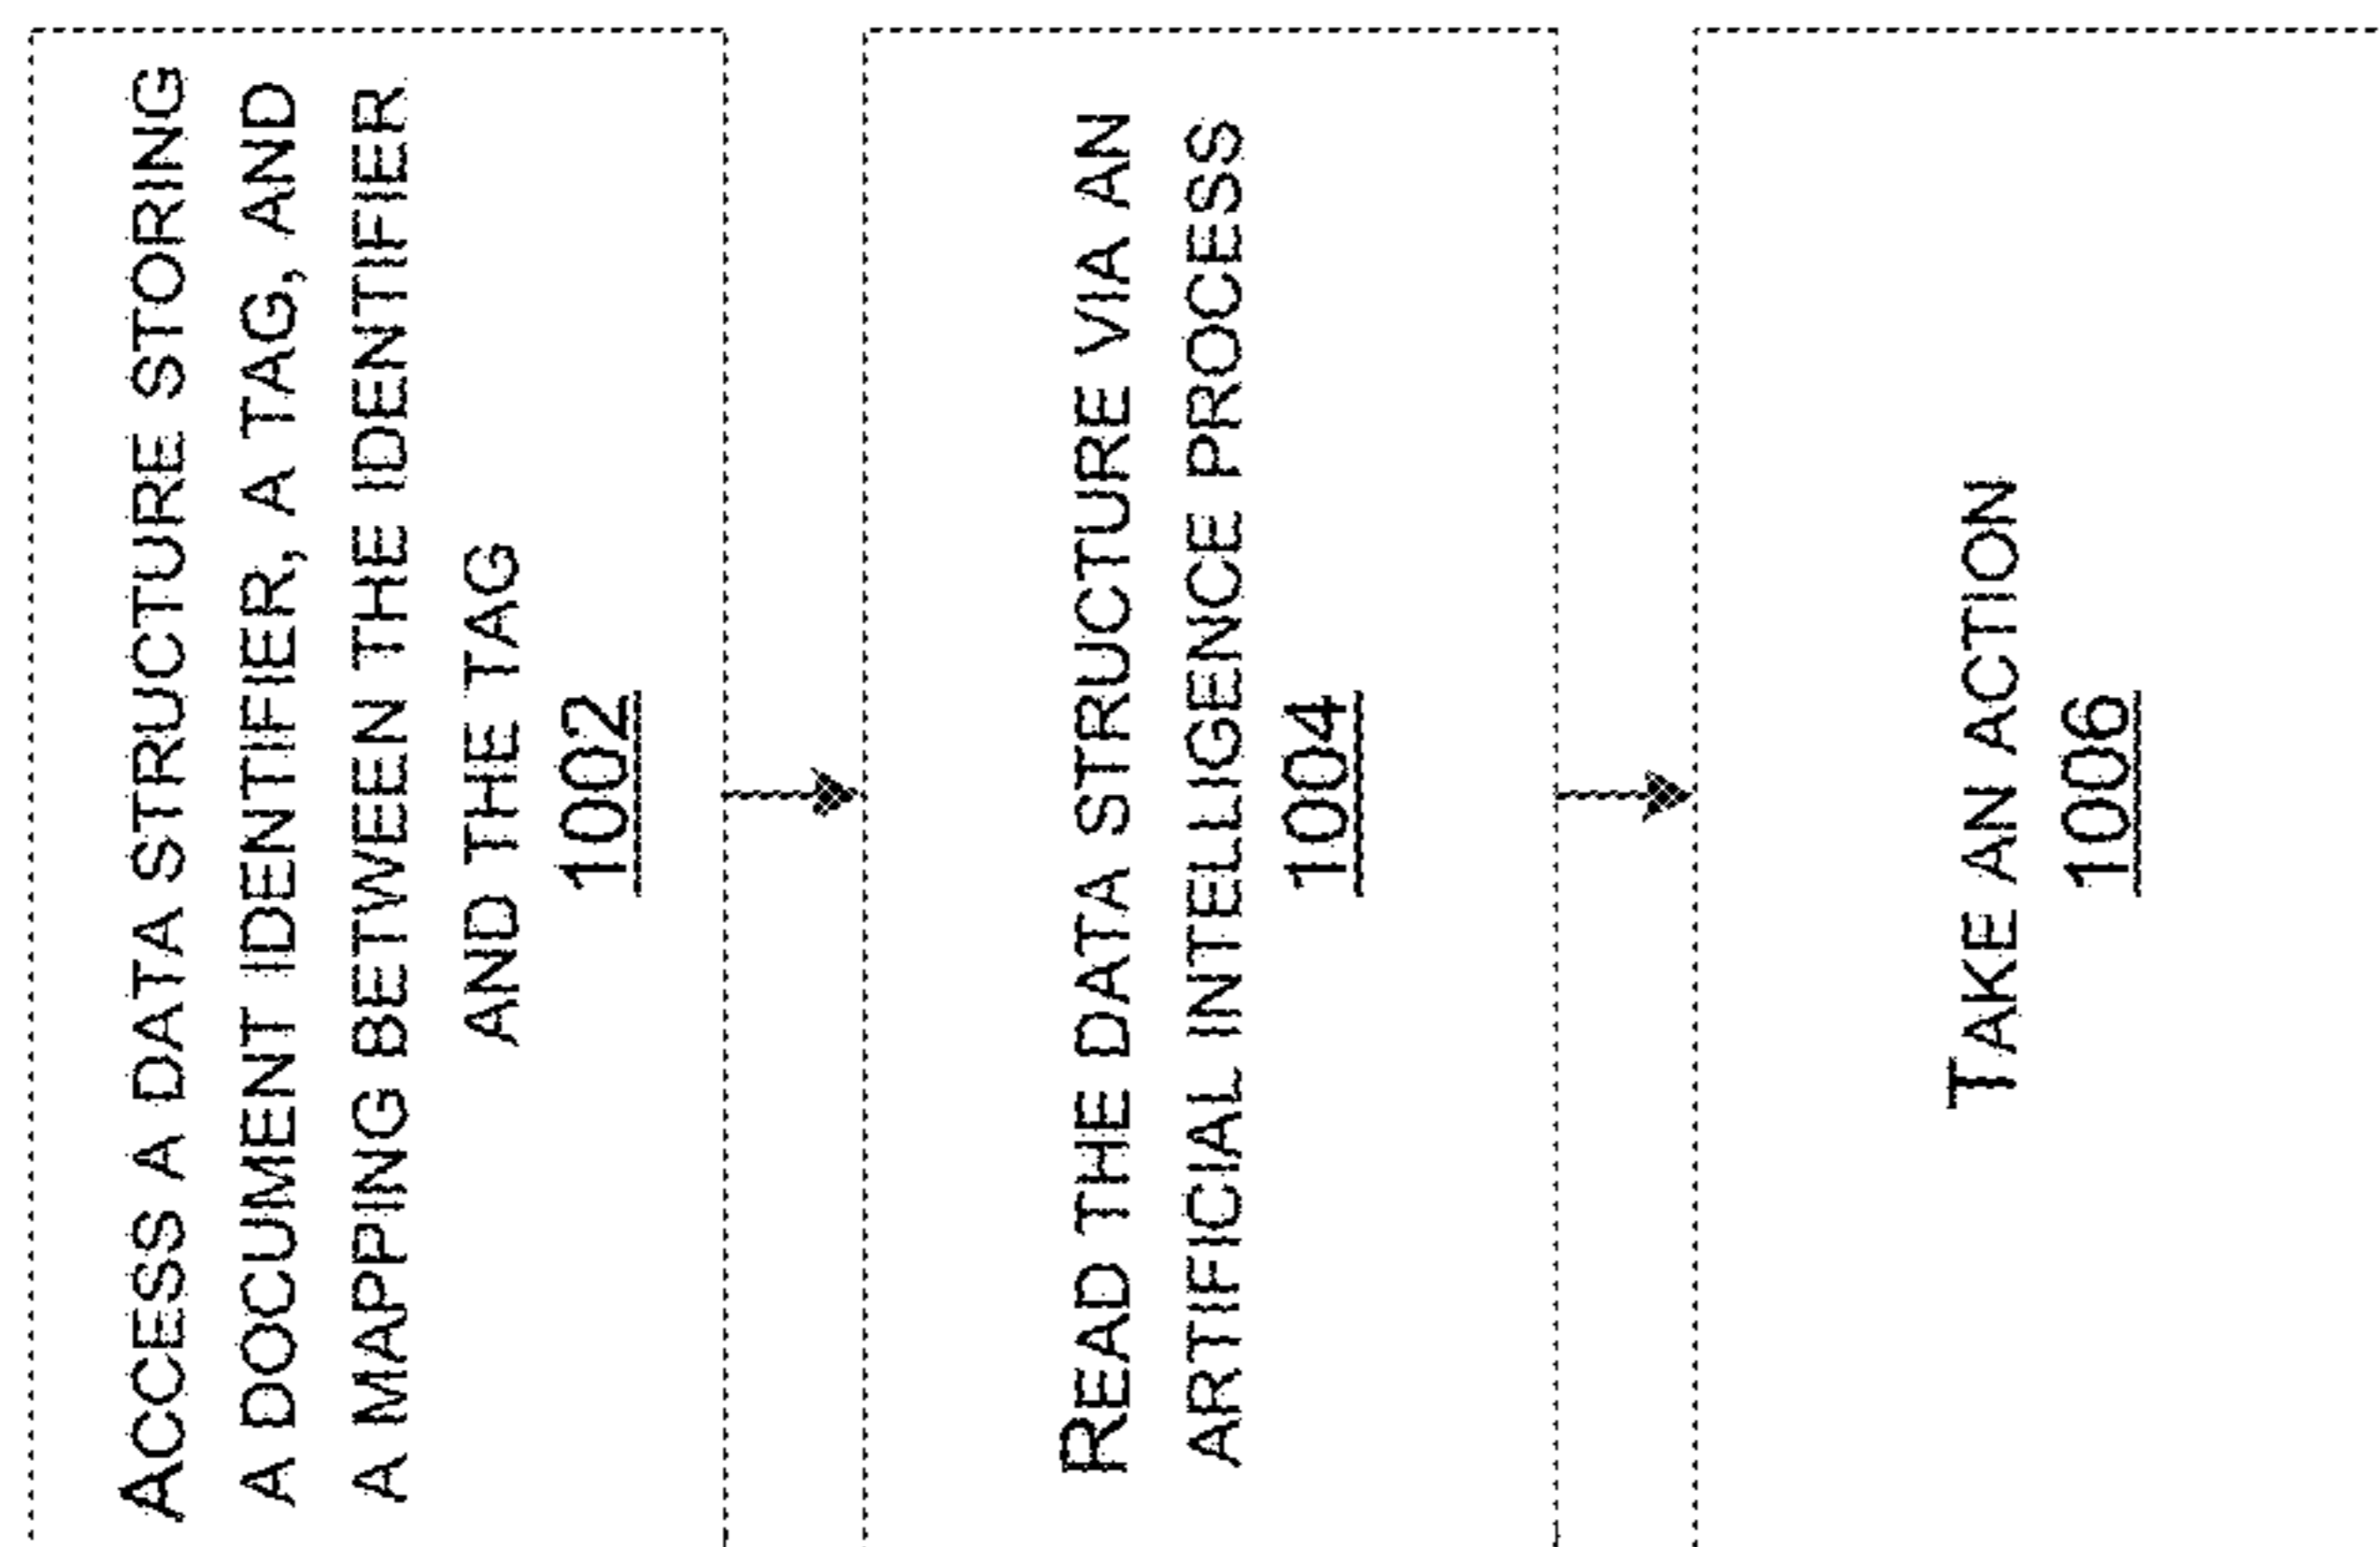 ACCESS A DATA STRUCTURE STORING
A DOCUMENT IDENTIFIER, A TAG, AND
A MAPPING BETWEEN THE IDENTIFIER
AND THE TAG
1002
READ THE DATA STRUCTURE VIA AN
ARTIFICIAL INTELLIGENCE PROCESS
1004
TAKE AN ACTION
1006